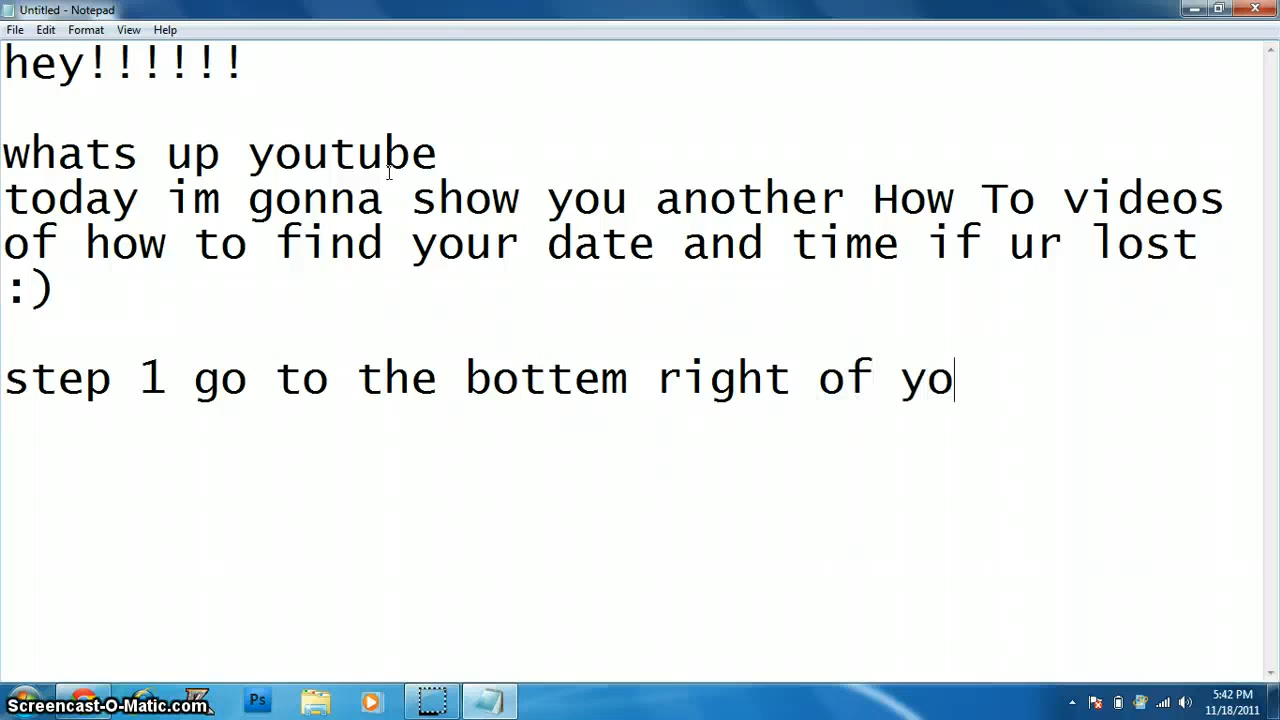 Untitled - Notepad
File Edit Format View Help
hey!!!!!!
whats up youtube
today im gonna show you another How To videos
of how to find your date and time if ur lost
:)
step 1 go to the bottem right of yo
Ps
Screencast-O-Matic.com
5:42 PM
11/18/2011